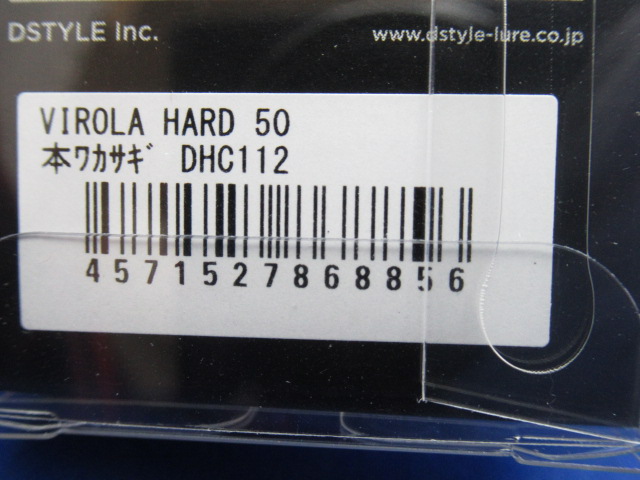 DSTYLE Inc.
www.dstyle-lure.co.jp
VIROLA HARD 50
本ﾜｶｻｷﾞ DHC112
4571527868856